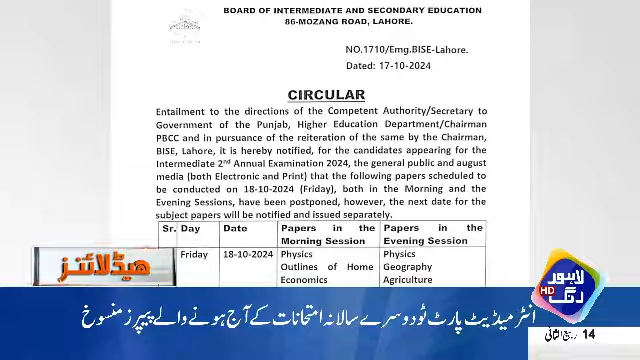 BOARD OF INTERMEDIATE AND SECONDARY EDUCATION
86-MOZANG ROAD, LAHORE.
NO.1710/Emg.BISE-Lahore.
Dated: 17-10-2024
CIRCULAR
Entailment to the directions of the Competent Authority/Secretary to
Government of the Punjab, Higher Education Department/Chairman
PBCC and in pursuance of the reiteration of the same by the Chairman,
BISE, Lahore, it is hereby notified, for the candidates appearing for the
Intermediate 2nd Annual Examination 2024, the general public and august
media (both Electronic and Print) that the following papers scheduled to
be conducted on 18-10-2024 (Friday), both in the Morning and the
Evening Sessions, have been postponed, however, the next date for the
subject papers will be notified and issued separately.
Sr. Day Date Papers in the Morning Session Papers in the Evening Session
Friday 18-10-2024 Physics Physics
Outlines of Home Geography
Economics Agriculture
ہیڈلائنز
لاہور رنگ HD
انٹرمیڈیٹ پارٹ ٹو دوسرے سالانہ امتحانات کے آج ہونے والے پیپرز منسوخ
14 ربیع الثانی